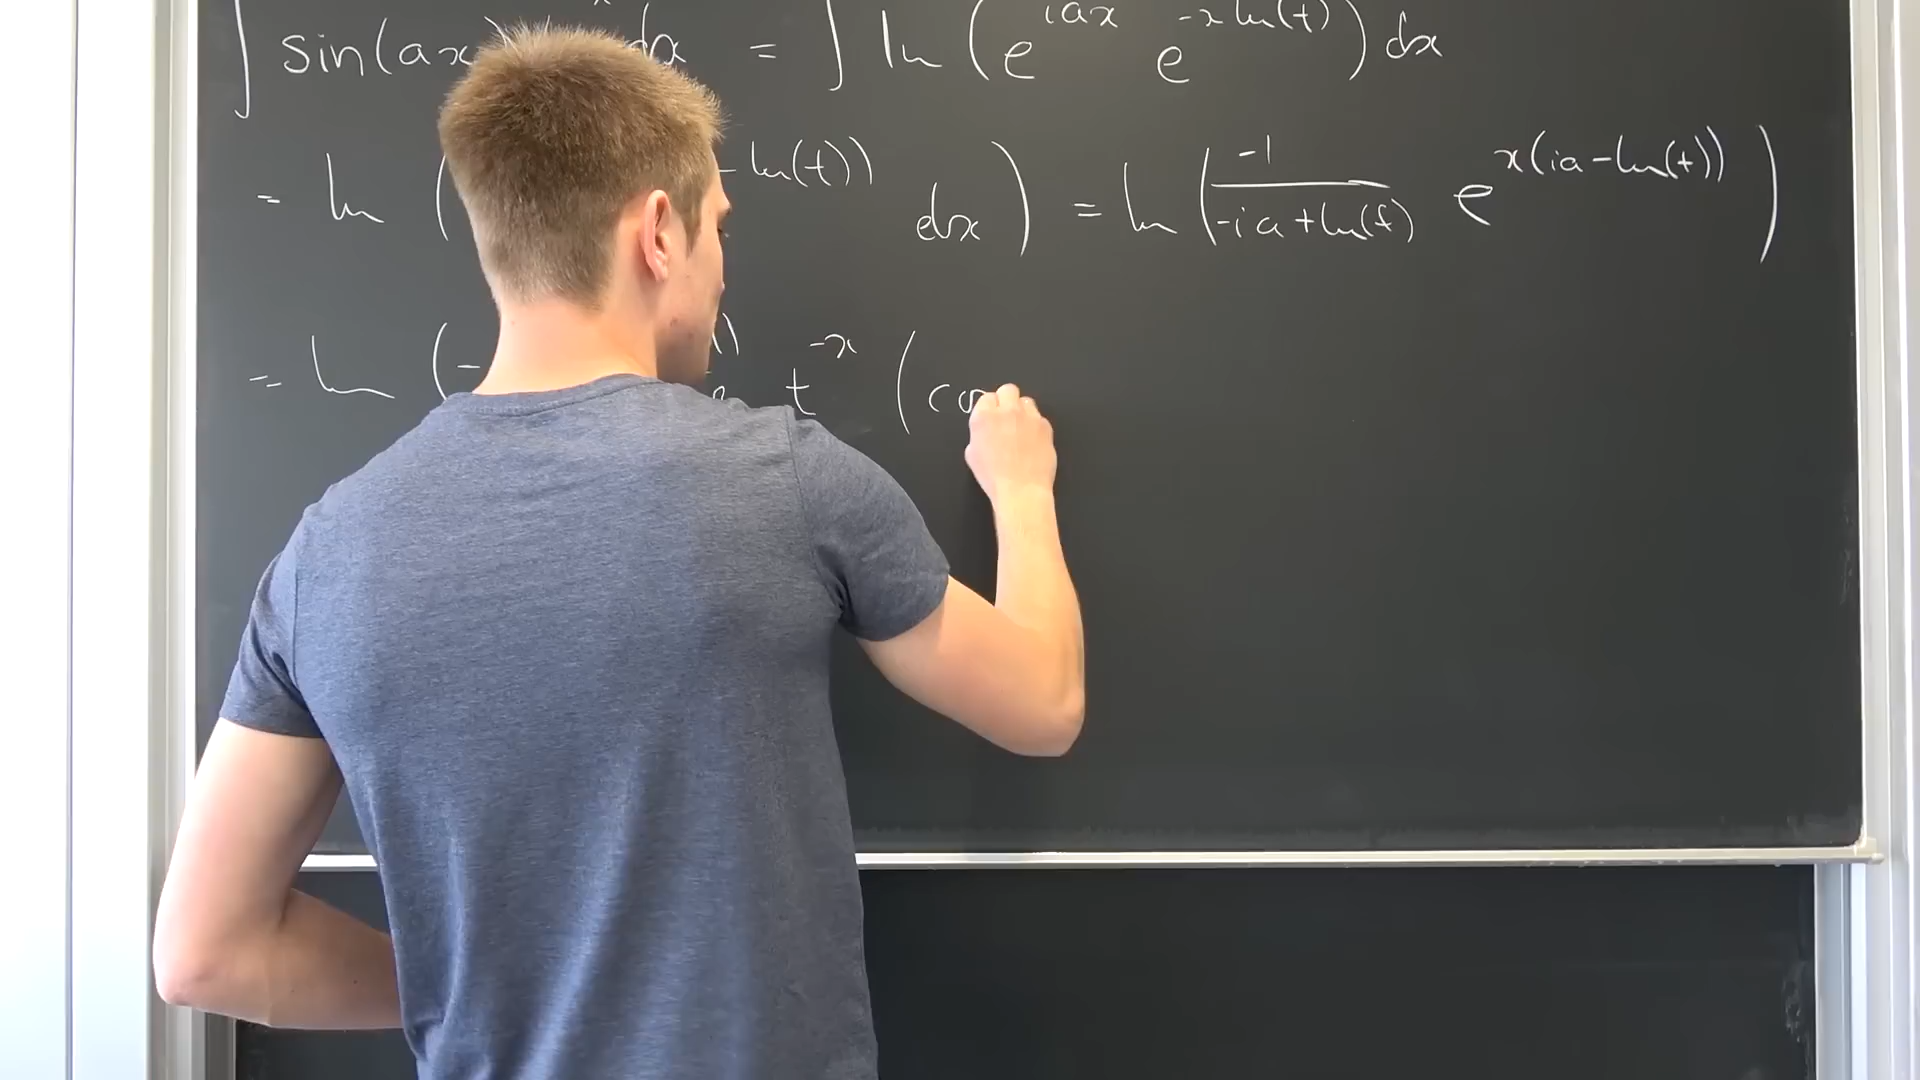 ∫ sin(ax) dx = ∫ ln ( e^{iax} e^{-x ln(t)} ) dx
= ln ( - ln(t)) dx ) = ln ( -1 / (-ia + ln(t)) e^{x(ia - ln(t))} )
= ln (- t^{-x} (co